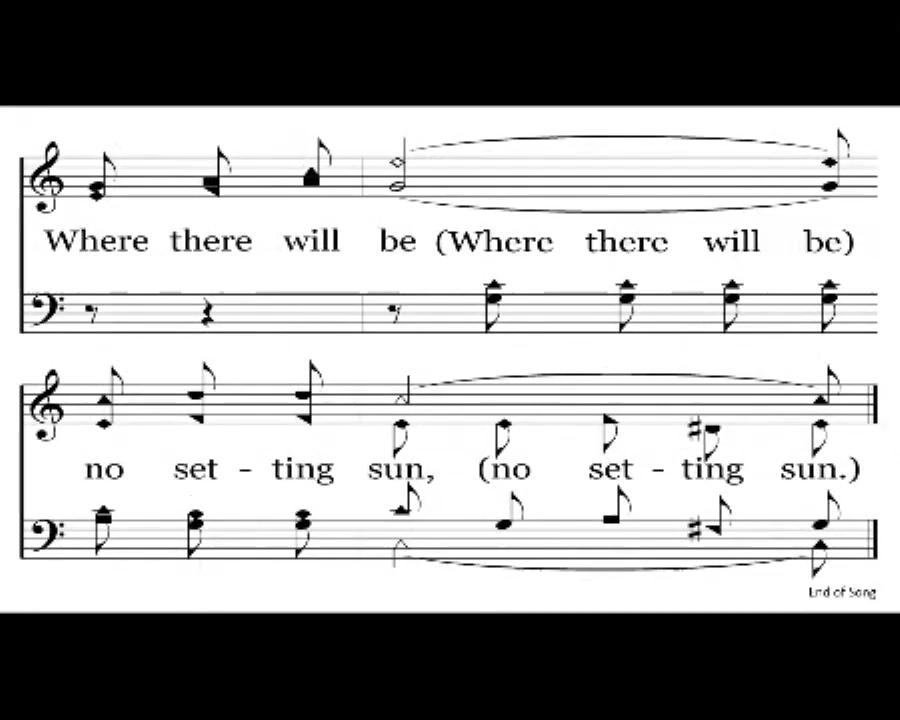 Where there will be (Where there will be)
no set - ting sun, (no set - ting sun.)
End of Song